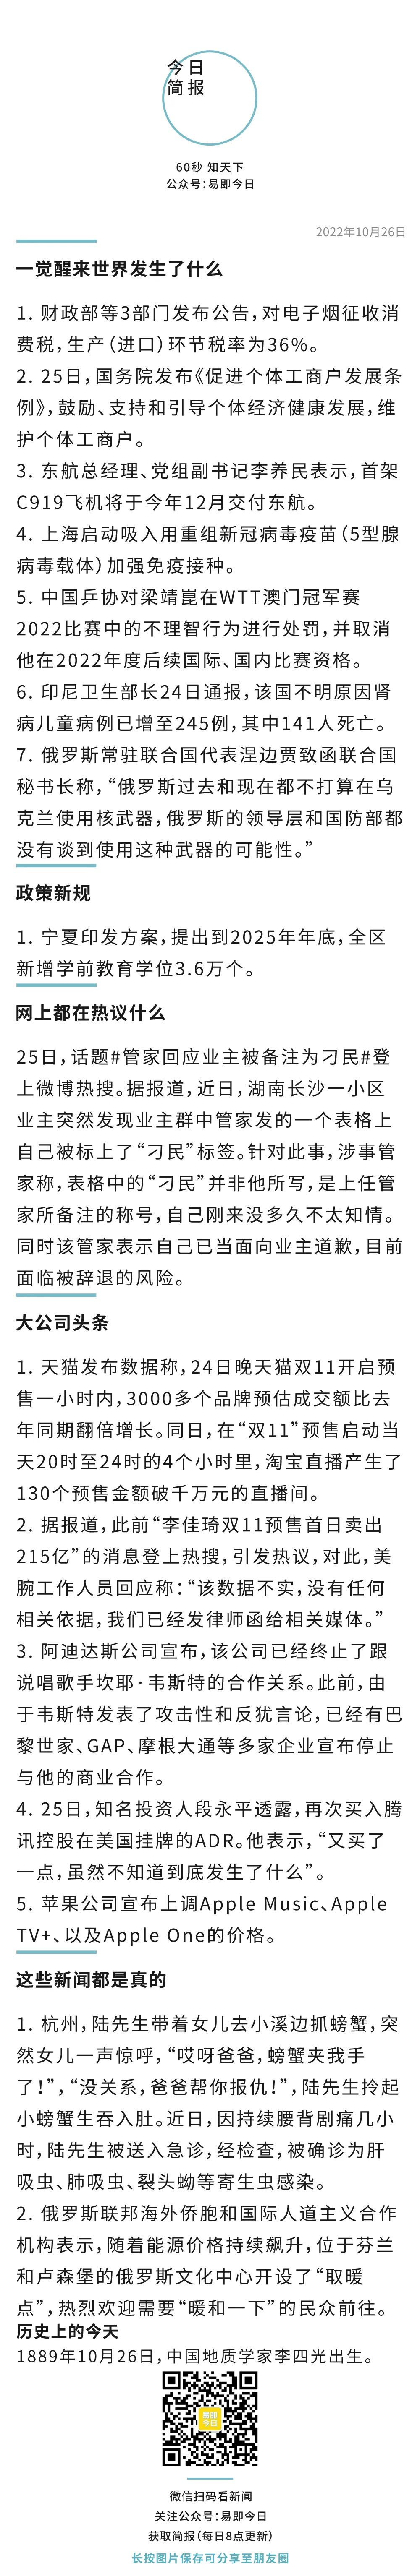 今日
简报
60秒 知天下
公众号：易即今日
2022年10月26日
一觉醒来世界发生了什么
1. 财政部等3部门发布公告，对电子烟征收消
费税，生产（进口）环节税率为36%。
2. 25日，国务院发布《促进个体工商户发展条
例》，鼓励、支持和引导个体经济健康发展，维
护个体工商户。
3. 东航总经理、党组副书记李养民表示，首架
C919飞机将于今年12月交付东航。
4. 上海启动吸入用重组新冠病毒疫苗（5型腺
病毒载体）加强免疫接种。
5. 中国乒协对梁靖崑在WTT澳门冠军赛
2022比赛中的不理智行为进行处罚，并取消
他在2022年度后续国际、国内比赛资格。
6. 印尼卫生部长24日通报，该国不明原因肾
病儿童病例已增至245例，其中141人死亡。
7. 俄罗斯常驻联合国代表涅边贾致函联合国
秘书长称，“俄罗斯过去和现在都不打算在乌
克兰使用核武器，俄罗斯的领导层和国防部都
没有谈到使用这种武器的可能性。”
政策新规
1. 宁夏印发方案，提出到2025年年底，全区
新增学前教育学位3.6万个。
网上都在热议什么
25日，话题#管家回应业主被备注为刁民#登
上微博热搜。据报道，近日，湖南长沙一小区
业主突然发现业主群中管家发的一个表格上
自己被标上了“刁民”标签。针对此事，涉事管
家称，表格中的“刁民”并非他所写，是上任管
家所备注的称号，自己刚来没多久不太知情。
同时该管家表示自己已当面向业主道歉，目前
面临被辞退的风险。
大公司头条
1. 天猫发布数据称，24日晚天猫双11开启预
售一小时内，3000多个品牌预估成交额比去
年同期翻倍增长。同日，在“双11”预售启动当
天20时至24时的4个小时里，淘宝直播产生了
130个预售金额破千万元的直播间。
2. 据报道，此前“李佳琦双11预售首日卖出
215亿”的消息登上热搜，引发热议，对此，美
腕工作人员回应称：“该数据不实，没有任何
相关依据，我们已经发律师函给相关媒体。”
3. 阿迪达斯公司宣布，该公司已经终止了跟
说唱歌手坎耶·韦斯特的合作关系。此前，由
于韦斯特发表了攻击性和反犹言论，已经有巴
黎世家、GAP、摩根大通等多家企业宣布停止
与他的商业合作。
4. 25日，知名投资人段永平透露，再次买入腾
讯控股在美国挂牌的ADR。他表示，“又买了
一点，虽然不知道到底发生了什么”。
5. 苹果公司宣布上调Apple Music、Apple
TV+、以及Apple One的价格。
这些新闻都是真的
1. 杭州，陆先生带着女儿去小溪边抓螃蟹，突
然女儿一声惊呼，“哎呀爸爸，螃蟹夹我手
了！”，“没关系，爸爸帮你报仇！”，陆先生拎起
小螃蟹生吞入肚。近日，因持续腰背剧痛几小
时，陆先生被送入急诊，经检查，被确诊为肝
吸虫、肺吸虫、裂头蚴等寄生虫感染。
2. 俄罗斯联邦海外侨胞和国际人道主义合作
机构表示，随着能源价格持续飙升，位于芬兰
和卢森堡的俄罗斯文化中心开设了“取暖
点”，热烈欢迎需要“暖和一下”的民众前往。
历史上的今天
1889年10月26日，中国地质学家李四光出生。
易即
今日
微信扫码看新闻
关注公众号：易即今日
获取简报（每日8点更新）
长按图片保存可分享至朋友圈